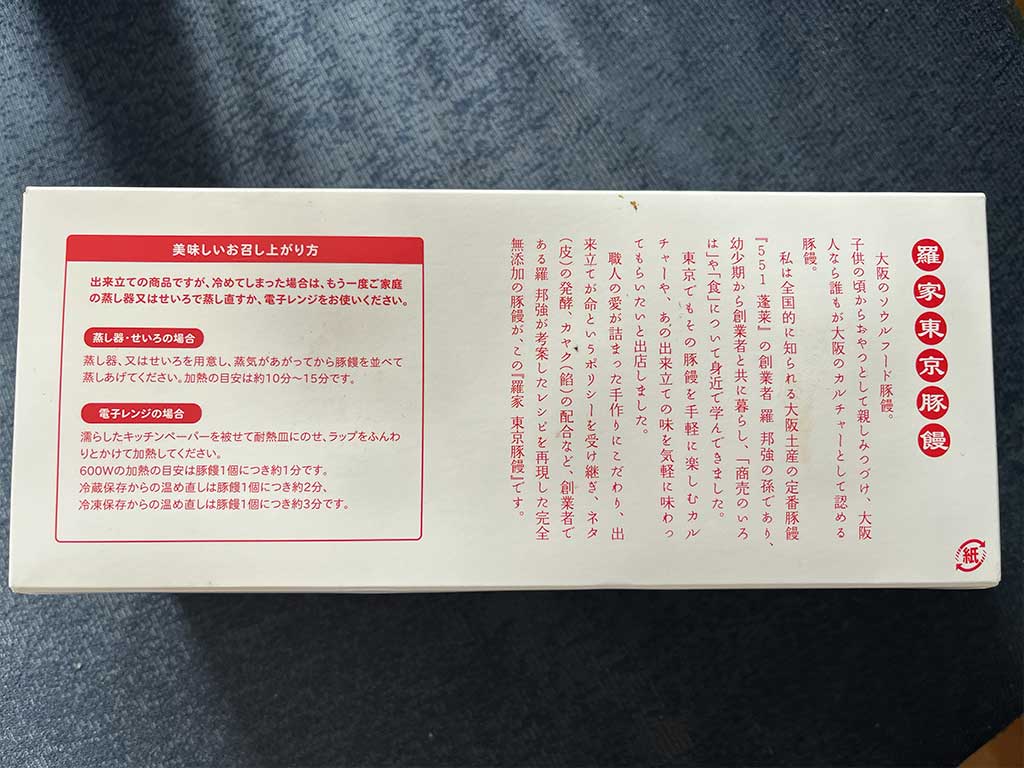 羅家東京豚饅
大阪のソウルフード豚饅。
子供の頃からおやつとして親しみつづけ、大阪
人なら誰もが大阪のカルチャーとして認める
豚饅。
私は全国的に知られる大阪土産の定番豚饅
『551 蓬莱』の創業者 羅 邦強の孫であり、
幼少期から創業者と共に暮らし、「商売のいろ
は」や「食」について身近で学んできました。
東京でもその豚饅を手軽に楽しむカル
チャーや、あの出来立ての味を気軽に味わっ
てもらいたいと出店しました。
職人の愛が詰まった手作りにこだわり、出
来立てが命というポリシーを受け継ぎ、ネタ
(皮)の発酵、カヤク(餡)の配合など、創業者で
ある羅 邦強が考案したレシピを再現した完全
無添加の豚饅が、この『羅家 東京豚饅』です。
美味しいお召し上がり方
出来立ての商品ですが、冷めてしまった場合は、もう一度ご家庭
の蒸し器又はせいろで蒸し直すか、電子レンジをお使いください。
蒸し器・せいろの場合
蒸し器、又はせいろを用意し、蒸気があがってから豚饅を並べて
蒸しあげてください。加熱の目安は約10分〜15分です。
電子レンジの場合
濡らしたキッチンペーパーを被せて耐熱皿にのせ、ラップをふんわ
りとかけて加熱してください。
600Wの加熱の目安は豚饅1個につき約1分です。
冷蔵保存からの温め直しは豚饅1個につき約2分、
冷凍保存からの温め直しは豚饅1個につき約3分です。
紙